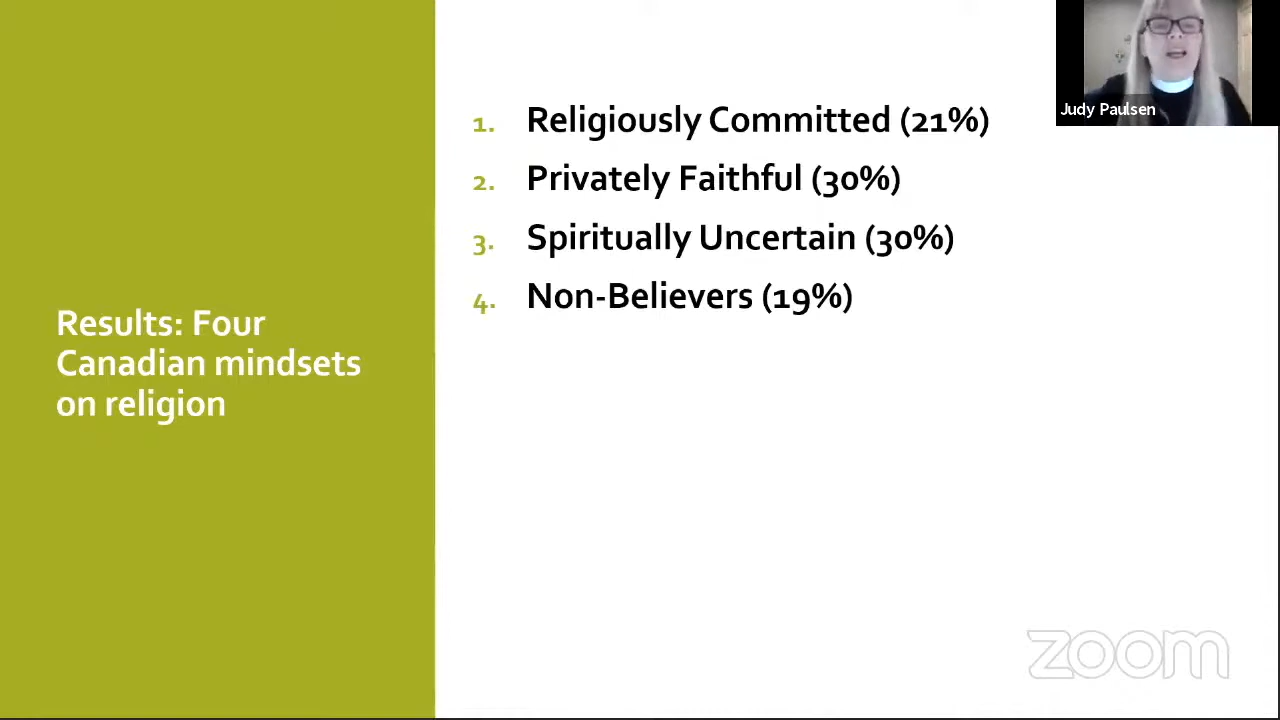 Results: Four
Canadian mindsets
on religion
1. Religiously Committed (21%)
2. Privately Faithful (30%)
3. Spiritually Uncertain (30%)
4. Non-Believers (19%)
Judy Paulsen
zoom